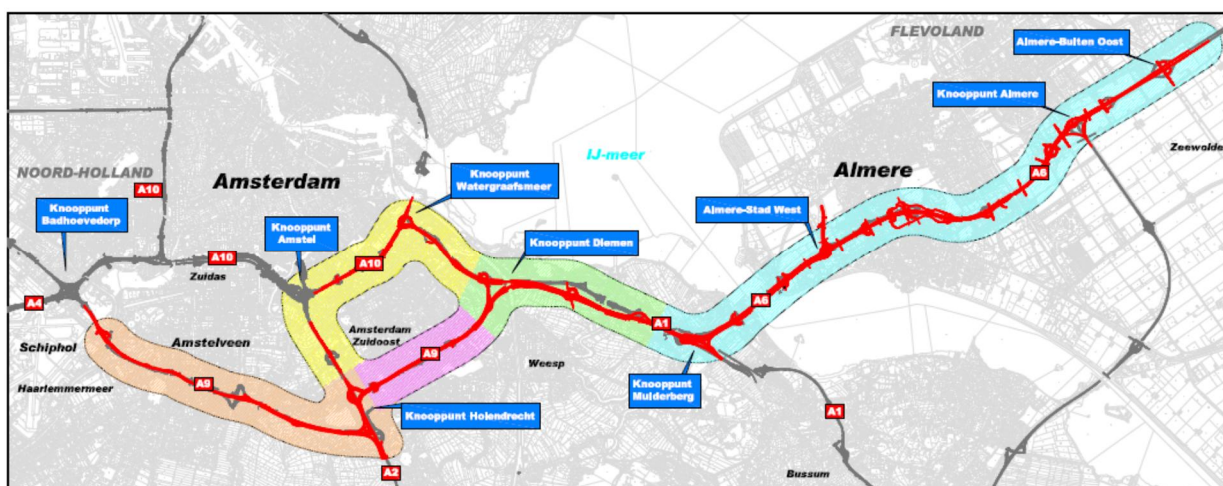 FLEVOLAND
Almere-Buiten Oost
Knooppunt Almere
Zeewolde
IJ-meer
NOORD-HOLLAND
A10
Amsterdam
Knooppunt
Watergraafsmeer
Almere
A6
Knooppunt
Badhoevedorp
Knooppunt
Amstel
Almere-Stad West
Knooppunt Diemen
A10
A10
Zuidas
A4
A6
A1
Schiphol
Amstelveen
Amsterdam
Zuidoost
A9
Weesp
Haarlemmermeer
A9
Knooppunt
Muiderberg
Knooppunt Holendrecht
A1
A2
Bussum